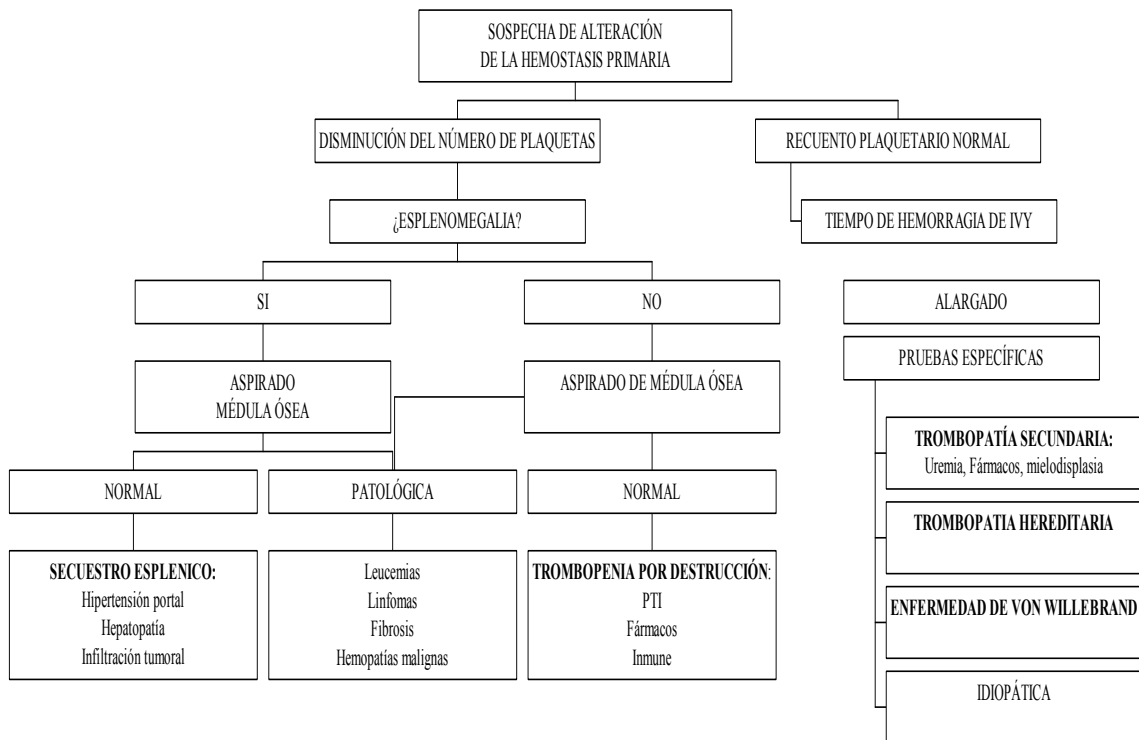 SOSPECHA DE ALTERACIÓN
DE LA HEMOSTASIS PRIMARIA
DISMINUCIÓN DEL NÚMERO DE PLAQUETAS
RECUENTO PLAQUETARIO NORMAL
¿ESPLENOMEGALIA?
TIEMPO DE HEMORRAGIA DE IVY
SI
NO
ALARGADO
PRUEBAS ESPECÍFICAS
ASPIRADO
MÉDULA ÓSEA
ASPIRADO DE MÉDULA ÓSEA
TROMBOPATÍA SECUNDARIA:
Uremia, Fármacos, mielodisplasia
NORMAL
PATOLÓGICA
NORMAL
TROMBOPATIA HEREDITARIA
SECUESTRO ESPLENICO:
Hipertensión portal
Hepatopatía
Infiltración tumoral
Leucemias
Linfomas
Fibrosis
Hemopatías malignas
TROMBOPENIA POR DESTRUCCIÓN:
PTI
Fármacos
Inmune
ENFERMEDAD DE VON WILLEBRAND
IDIOPÁTICA